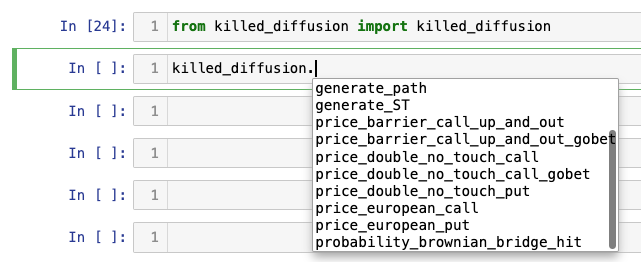 In [24]: 1 from killed_diffusion import killed_diffusion
In [ ]: 1 killed_diffusion.
generate_path
generate_ST
In [ ]: 1
price_barrier_call_up_and_out
price_barrier_call_up_and_out_gobet
In [ ]: 1
price_double_no_touch_call
price_double_no_touch_call_gobet
In [ ]: 1
price_double_no_touch_put
price_european_call
price_european_put
In [ ]: 1
probability_brownian_bridge_hit